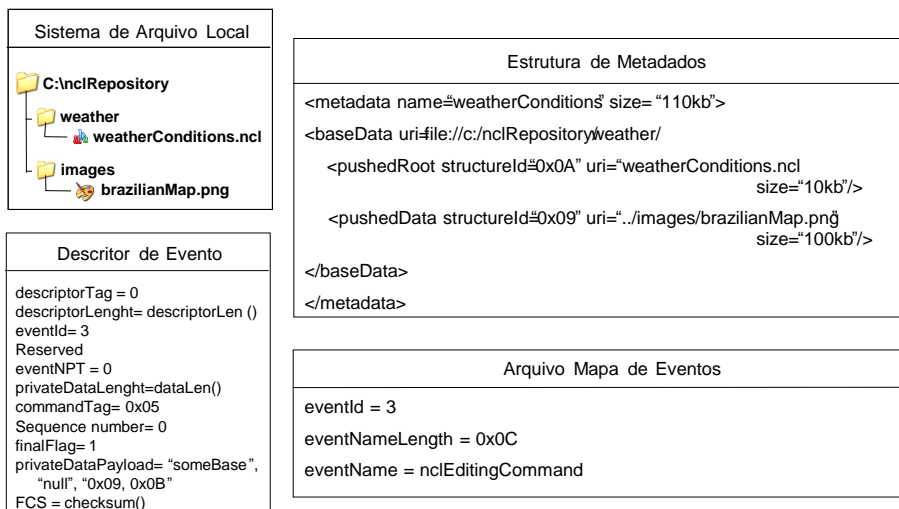 Sistema de Arquivo Local
C:\nclRepository
weather
weatherConditions.ncl
images
brazilianMap.png
Descritor de Evento
descriptorTag = 0
descriptorLenght= descriptorLen ()
eventId= 3
Reserved
eventNPT = 0
privateDataLenght=dataLen()
commandTag= 0x05
Sequence number= 0
finalFlag= 1
privateDataPayload= “someBase”,
“null”, “0x09, 0x0B”
FCS = checksum()
Estrutura de Metadados
<metadata name=“weatherConditions” size= “110kb”>
<baseData uri=“file://c:/nclRepository/weather/
<pushedRoot structureId=“0x0A” uri=“weatherConditions.ncl
size=“10kb”/>
<pushedData structureId=“0x09” uri=“../images/brazilianMap.png”
size=“100kb”/>
</baseData>
</metadata>
Arquivo Mapa de Eventos
eventId = 3
eventNameLength = 0x0C
eventName = nclEditingCommand